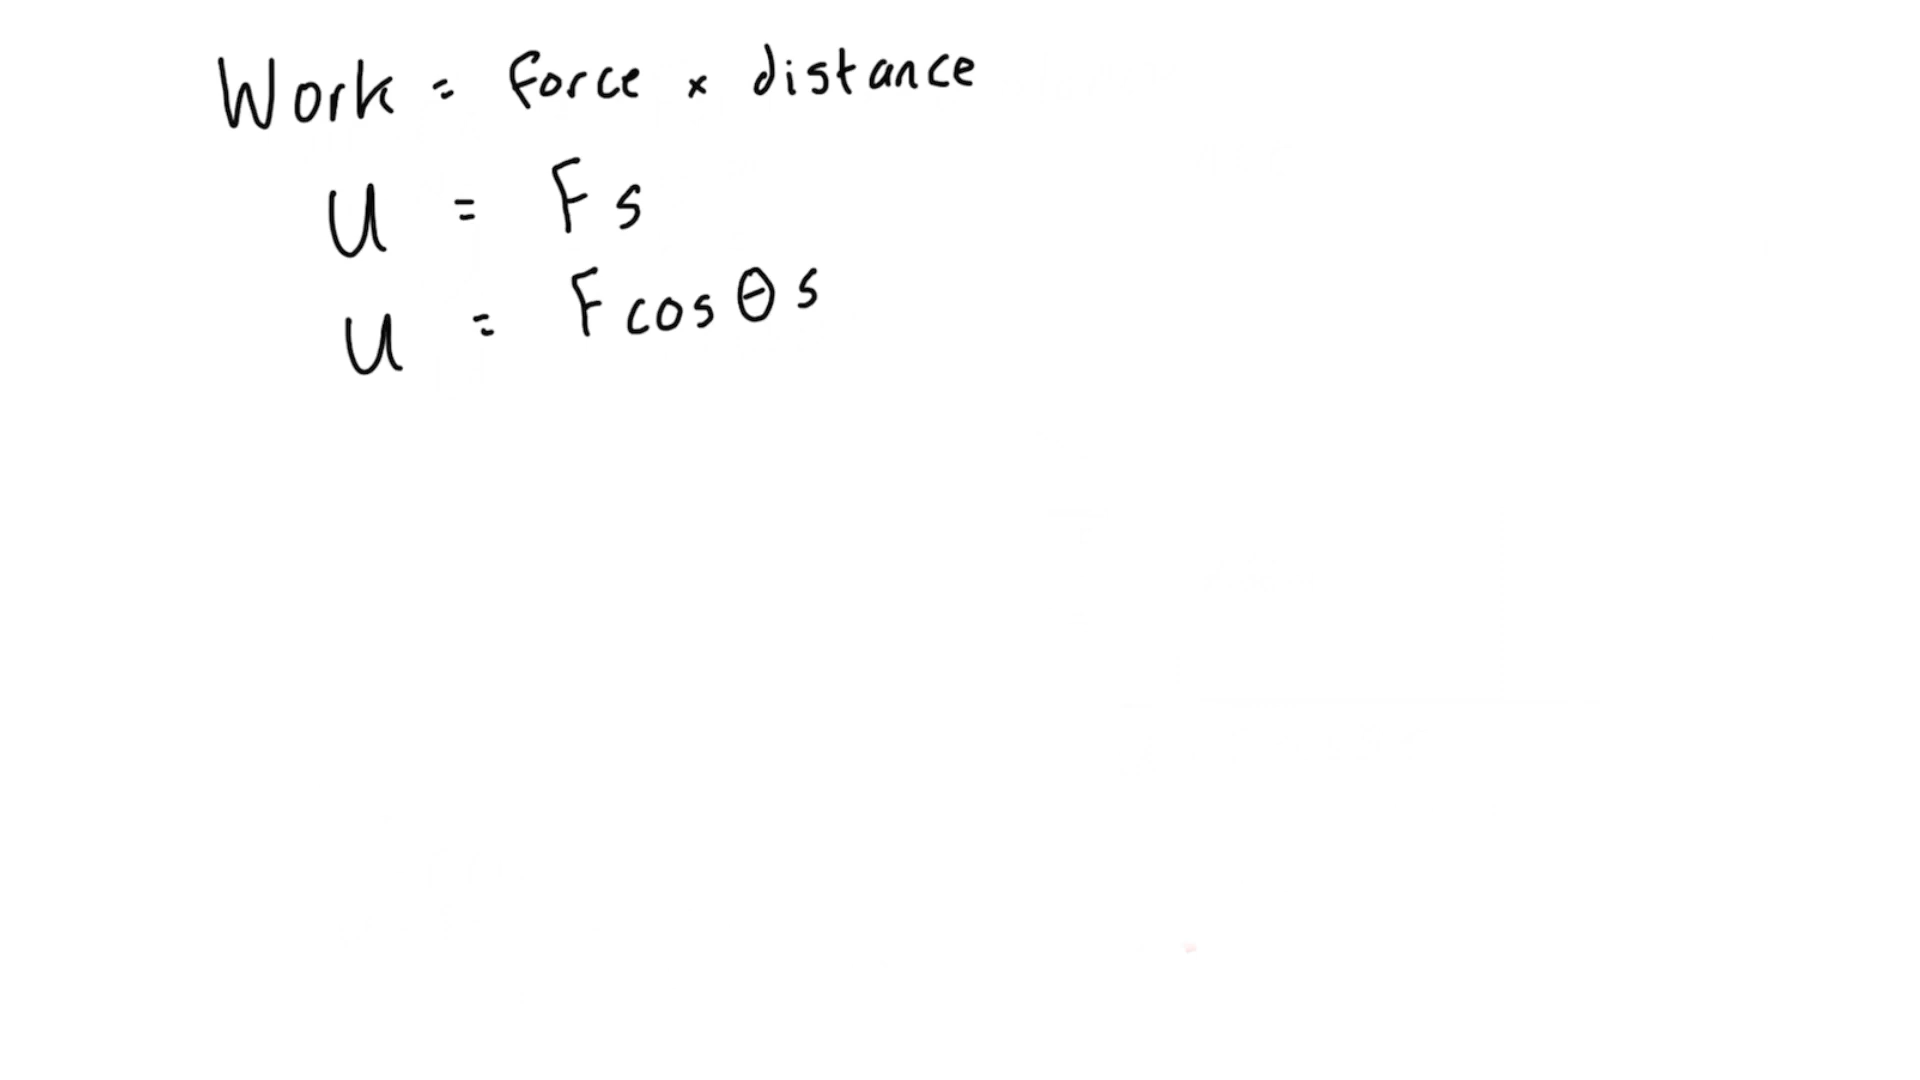 Work = force × distance
U = Fs
U = F cos θ s